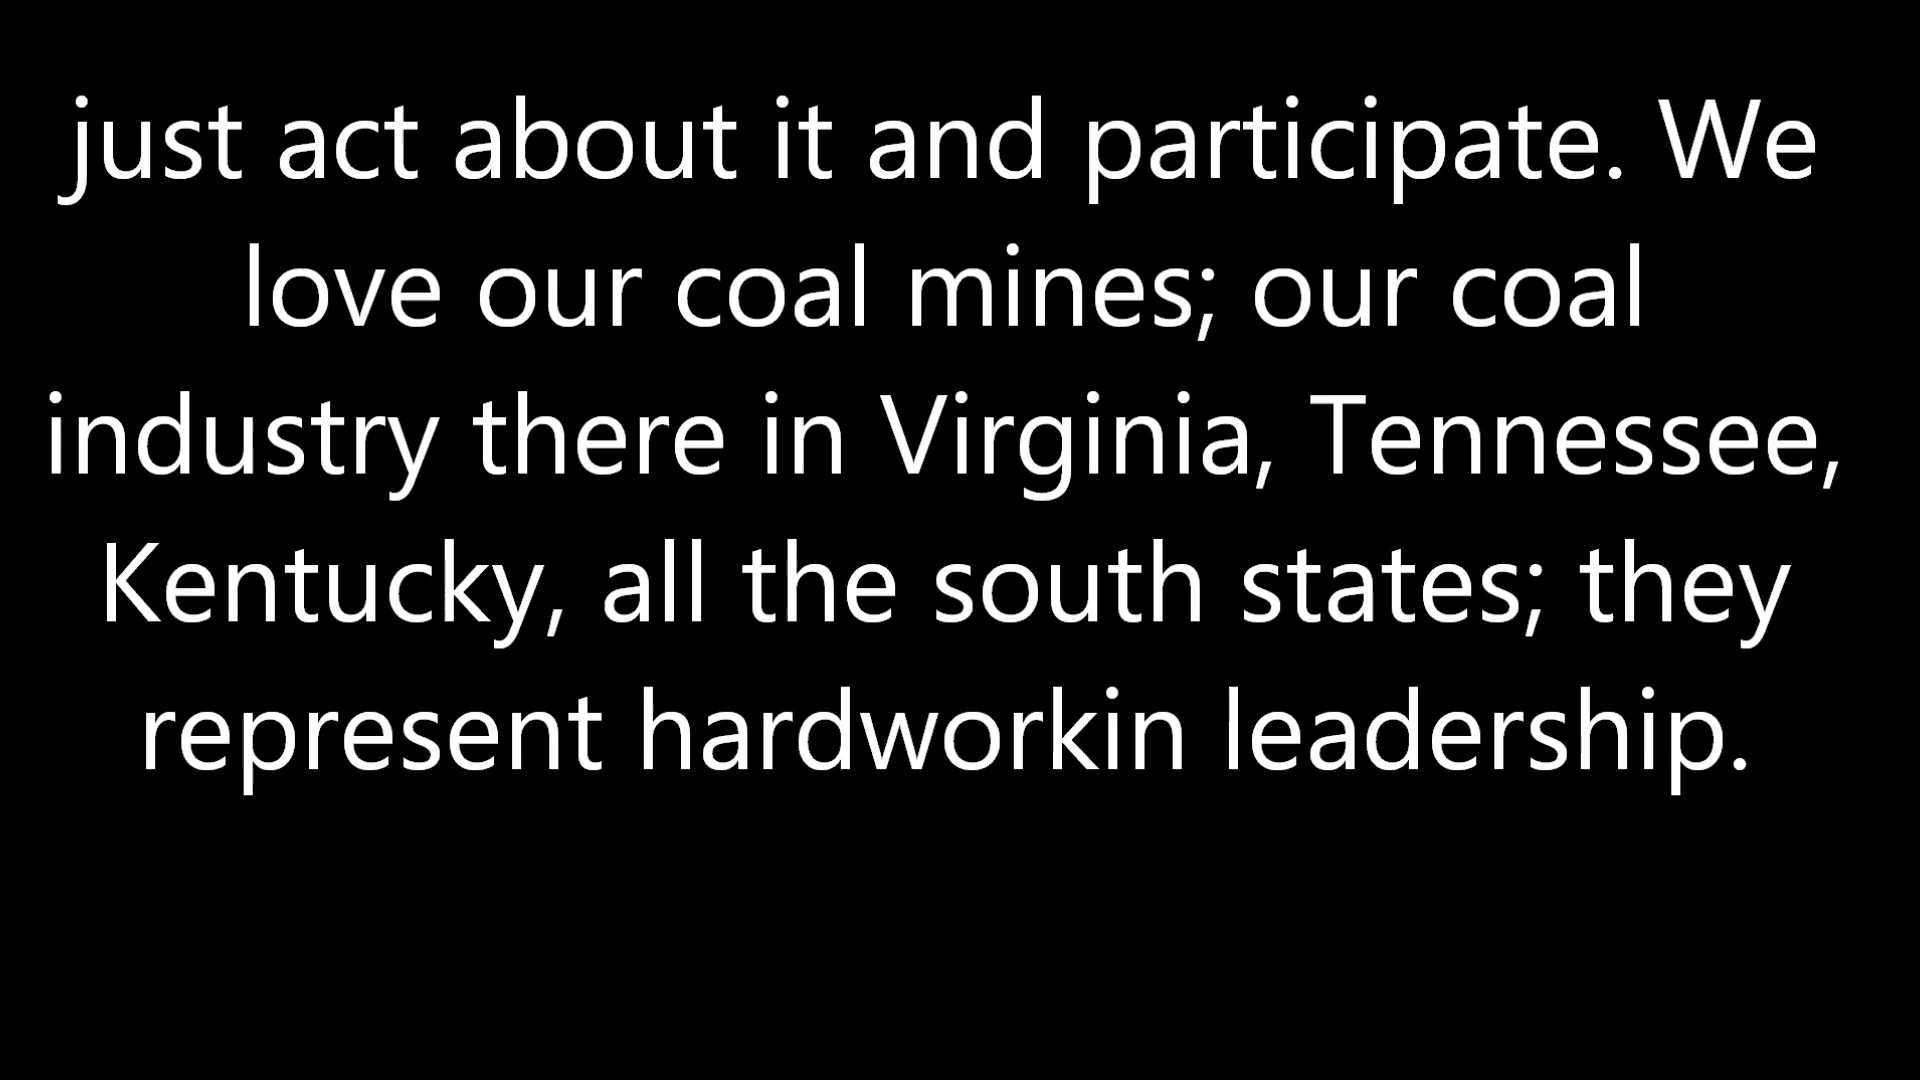 just act about it and participate. We
love our coal mines; our coal
industry there in Virginia, Tennessee,
Kentucky, all the south states; they
represent hardworkin leadership.